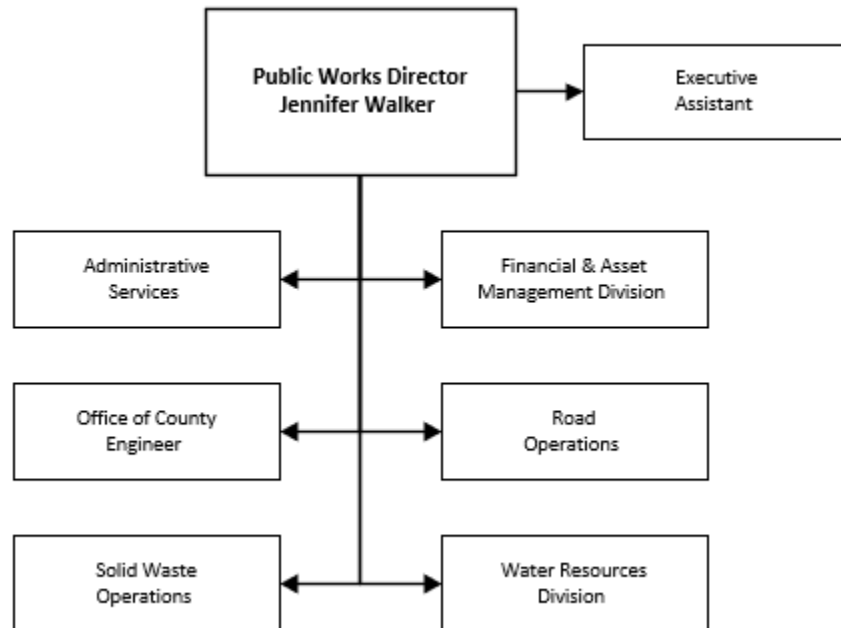 Public Works Director
Jennifer Walker
Executive
Assistant
Administrative
Services
Financial & Asset
Management Division
Office of County
Engineer
Road
Operations
Solid Waste
Operations
Water Resources
Division